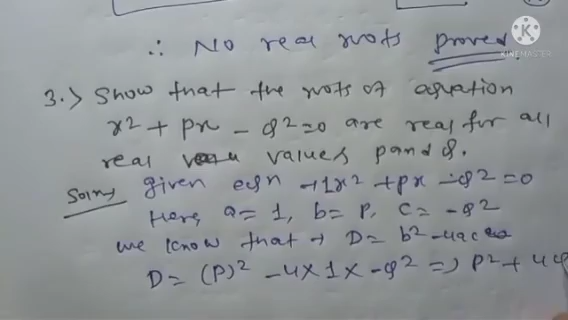 ∴ No real roots proved
KINEMASTER
3.) Show that the roots of equation
x² + px - q² = 0 are real for all
real values p and q.
Soln, given eqn → 1x² + px - q² = 0
Here, a = 1, b = p, c = -q²
we know that → D = b² - 4ac
D = (p)² - 4 × 1 × -q² => p² + 4q